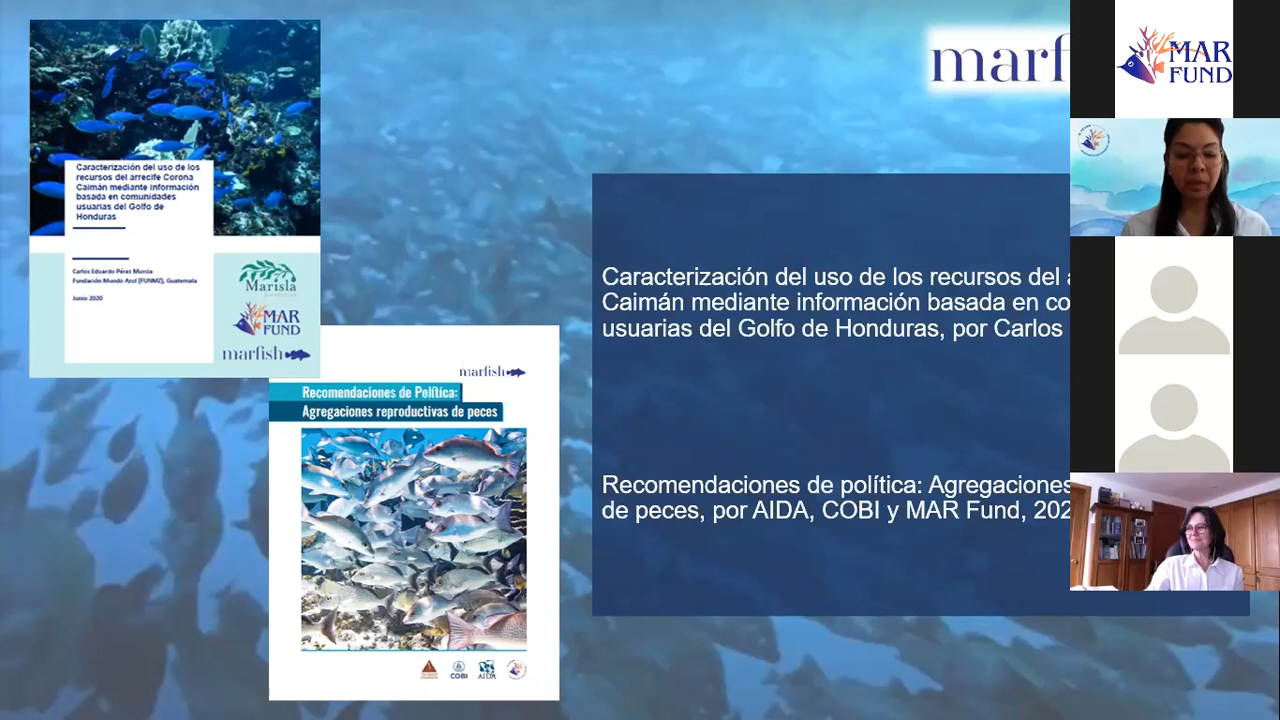 Caracterización del uso de los
recursos del arrecife Corona
Caimán mediante información
basada en comunidades
usuarias del Golfo de
Honduras
Carlos Eduardo Pérez Murcia
Fundación Mundo Azul [FUNMZ], Guatemala
Junio 2020
Marisla
MAR
FUND
marfish
marfish
Recomendaciones de Política:
Agregaciones reproductivas de peces
COBI
AIDA
marf
Caracterización del uso de los recursos del a
Caimán mediante información basada en co
usuarias del Golfo de Honduras, por Carlos
Recomendaciones de política: Agregaciones
de peces, por AIDA, COBI y MAR Fund, 202
MAR
FUND